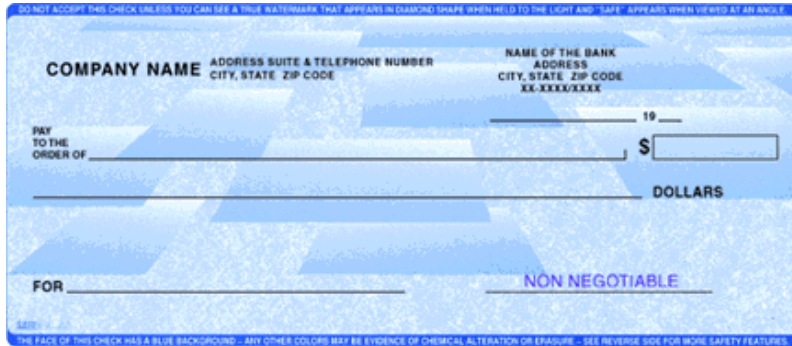 DO NOT ACCEPT THIS CHECK UNLESS YOU CAN SEE A TRUE WATERMARK THAT APPEARS IN DIAMOND SHAPE WHEN HELD TO THE LIGHT AND "SAFE" APPEARS WHEN VIEWED AT AN ANGLE.
COMPANY NAME
ADDRESS SUITE & TELEPHONE NUMBER
CITY, STATE ZIP CODE
NAME OF THE BANK
ADDRESS
CITY, STATE ZIP CODE
XX-XXXX/XXXX
19
PAY
TO THE
ORDER OF
$
DOLLARS
FOR
NON NEGOTIABLE
THE FACE OF THIS CHECK HAS A BLUE BACKGROUND – ANY OTHER COLORS MAY BE EVIDENCE OF CHEMICAL ALTERATION OR ERASURE – SEE REVERSE SIDE FOR MORE SAFETY FEATURES.